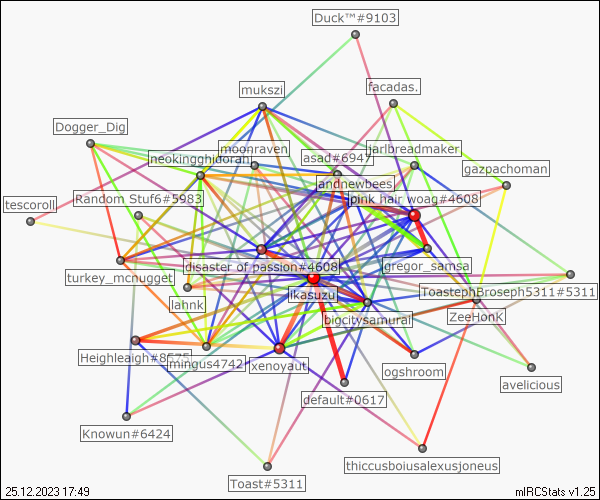 Duck™#9103
mukszi
facadas.
Dogger_Dig
moonraven
asad#6947
jarlbreadmaker
neokingghidorah
gazpachoman
andnewbees
tescoroll
Random Stuf6#5983
pink hair woag#4608
disaster of passion#4608
gregor_samsa
turkey_mcnugget
lahnk
ikasuzu
ToastephBroseph5311#5311
bigcitysamurai
ZeeHonK
Heighleaigh#8575
mingus4742
xenoyaut
ogshroom
avelicious
default#0617
Knowun#6424
thiccusboiusalexusjoneus
Toast#5311
25.12.2023 17:49
mIRCStats v1.25